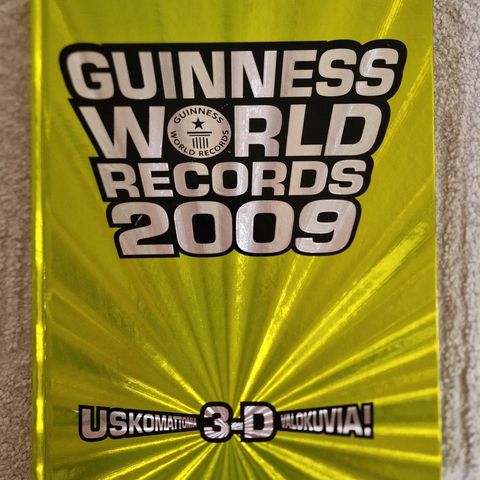 GUINNESS
WORLD
GUINNESS
WORLD RECORDS
RECORDS
2009
USKOMATTOMIA 3-D VALOKUVIA!